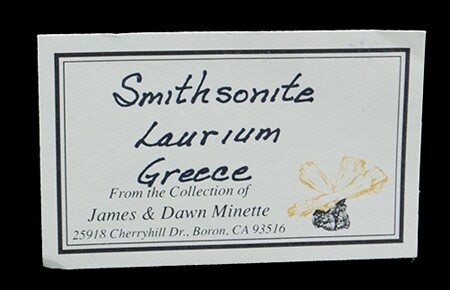 Smithsonite
Laurium
Greece
From the Collection of
James & Dawn Minette
25918 Cherryhill Dr., Boron, CA 93516